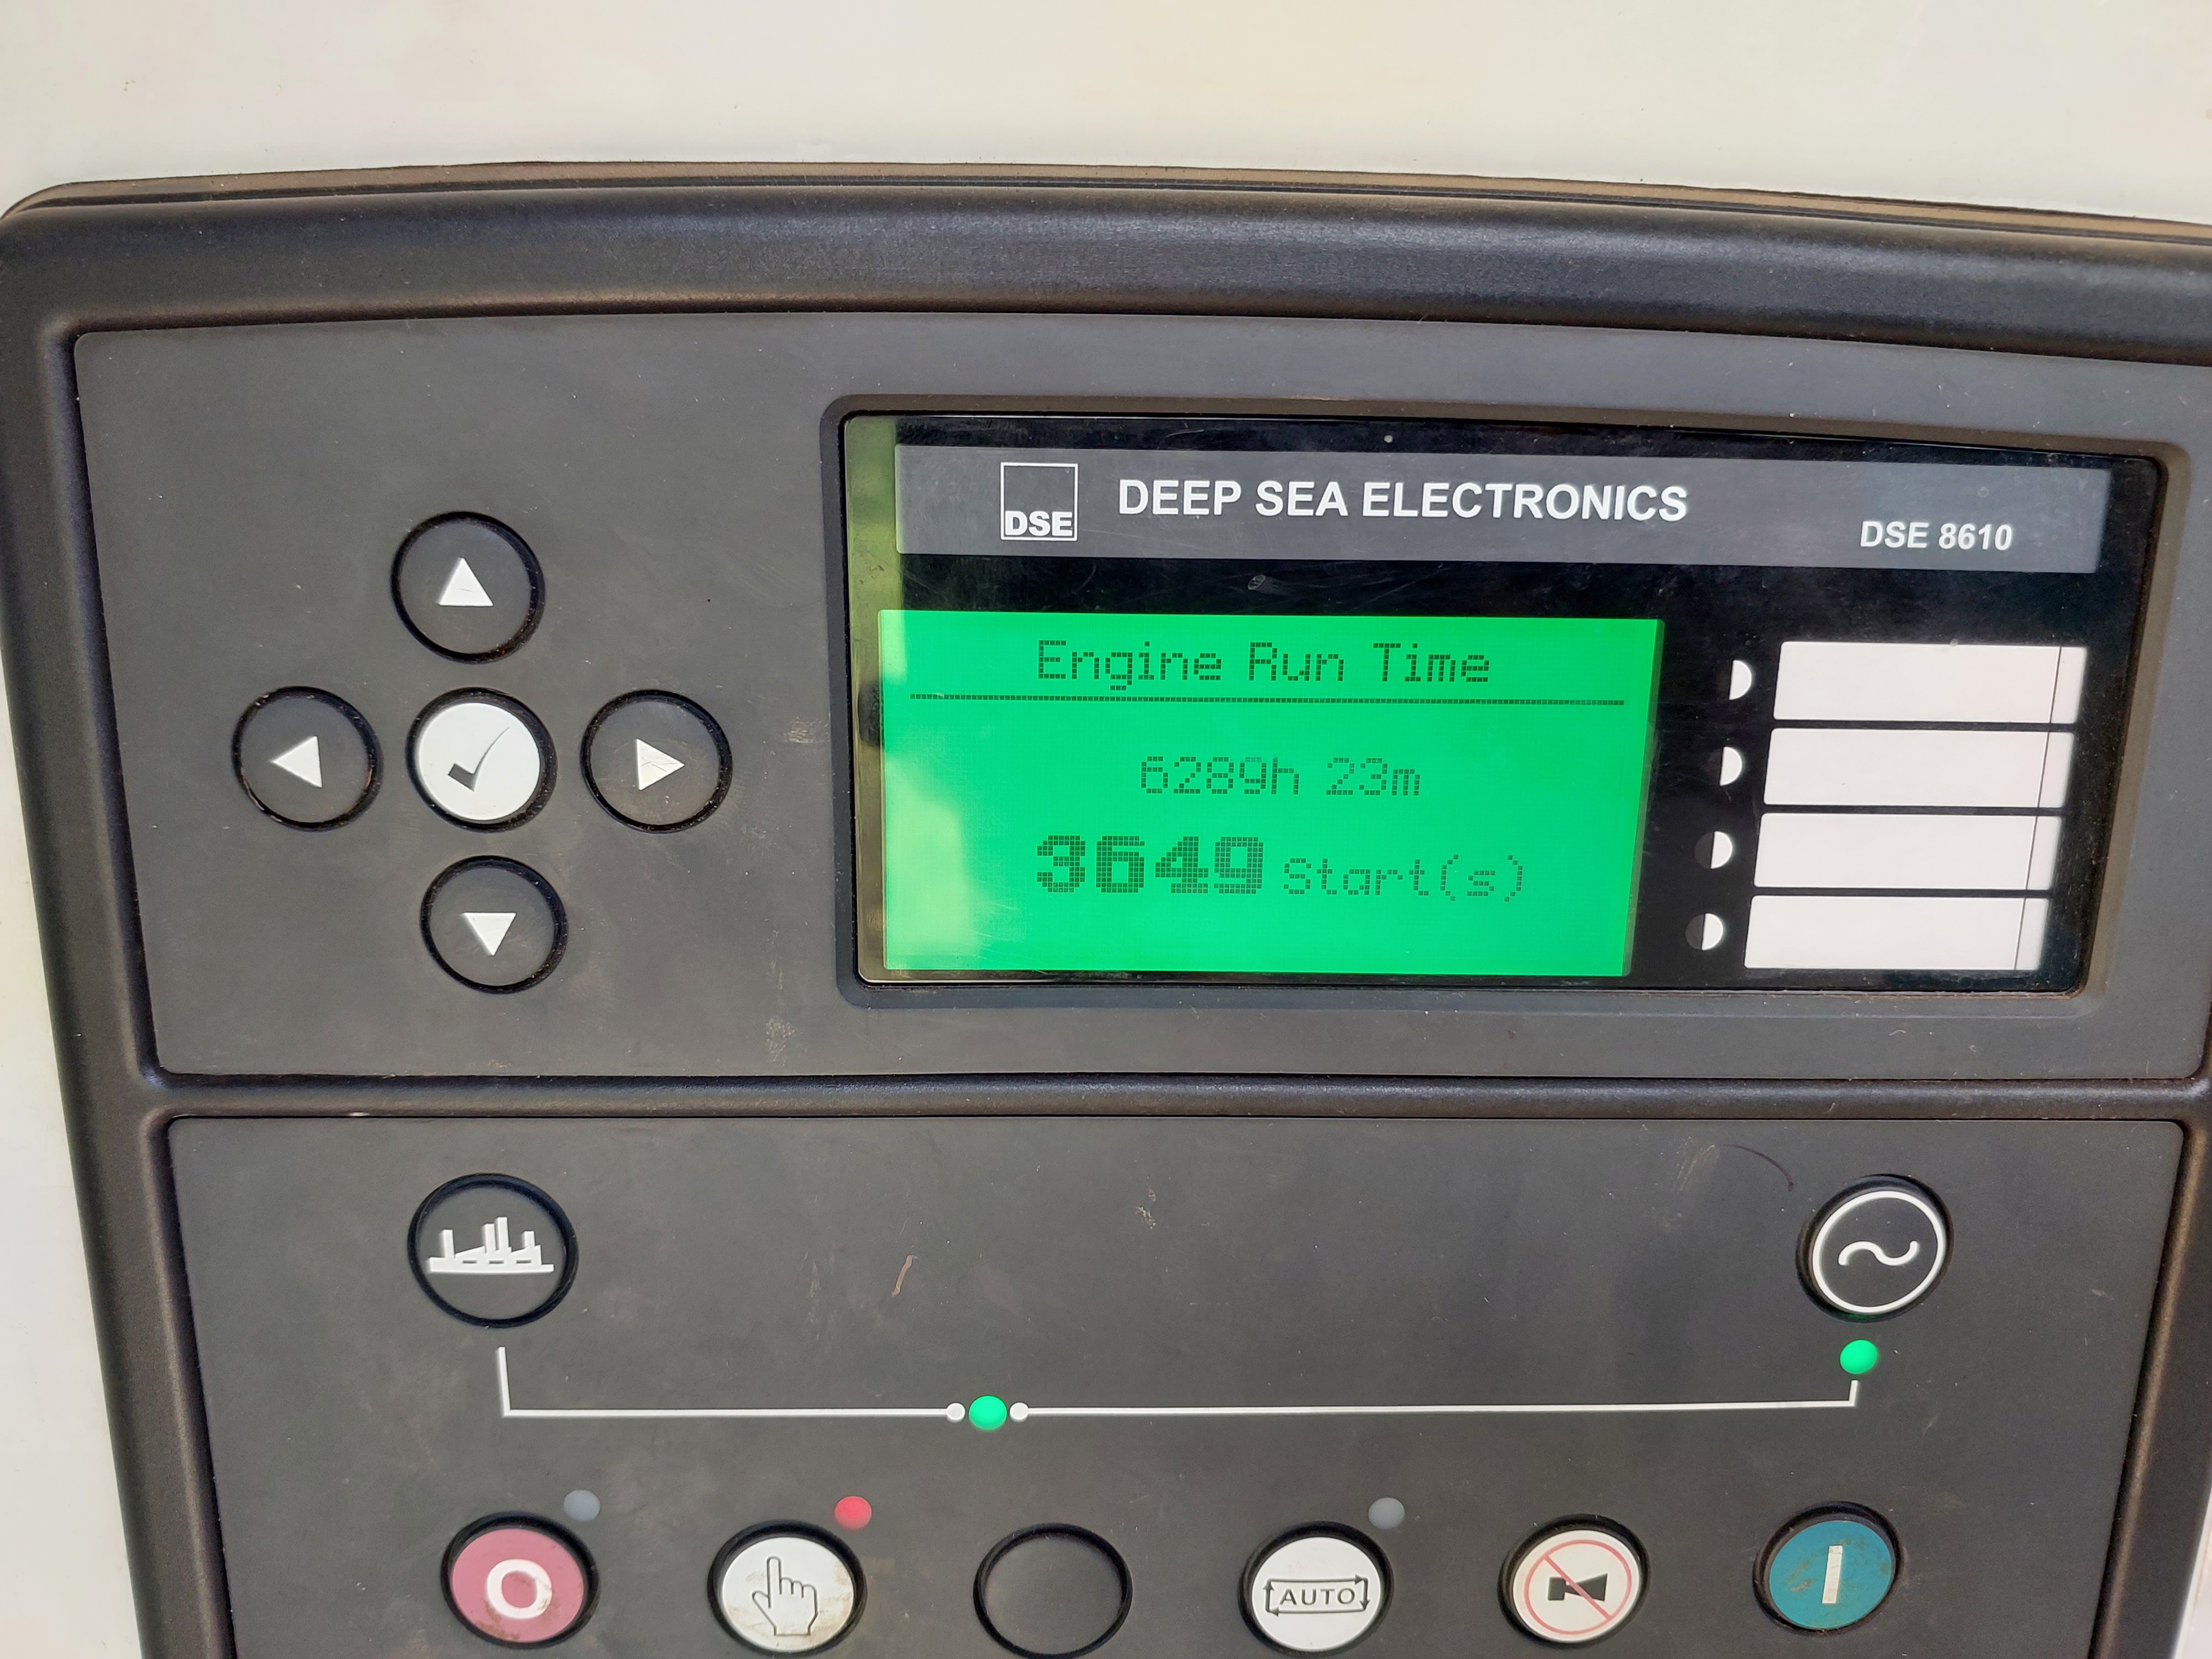 DSE
DEEP SEA ELECTRONICS
DSE 8610
Engine Run Time
6289h 23m
3649 Start(s)
O
AUTO
I